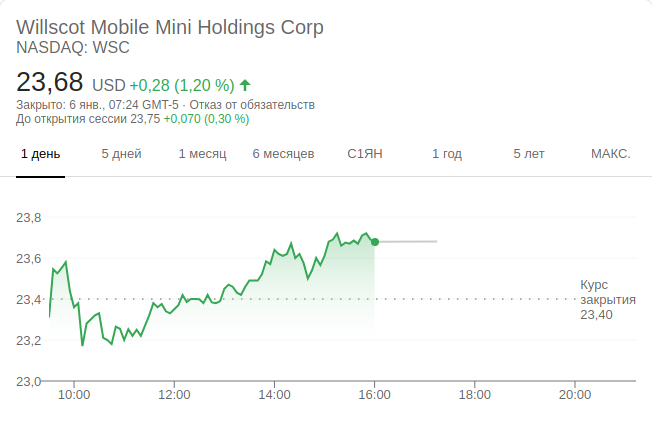 Willscot Mobile Mini Holdings Corp
NASDAQ: WSC
23,68 USD +0,28 (1,20 %)
Закрыто: 6 янв., 07:24 GMT-5 · Отказ от обязательств
До открытия сессии 23,75 +0,070 (0,30 %)
1 день 5 дней 1 месяц 6 месяцев С1ЯН 1 год 5 лет МАКС.
23,8
23,6
23,4
23,2
23,0
Курс
закрытия
23,40
10:00 12:00 14:00 16:00 18:00 20:00